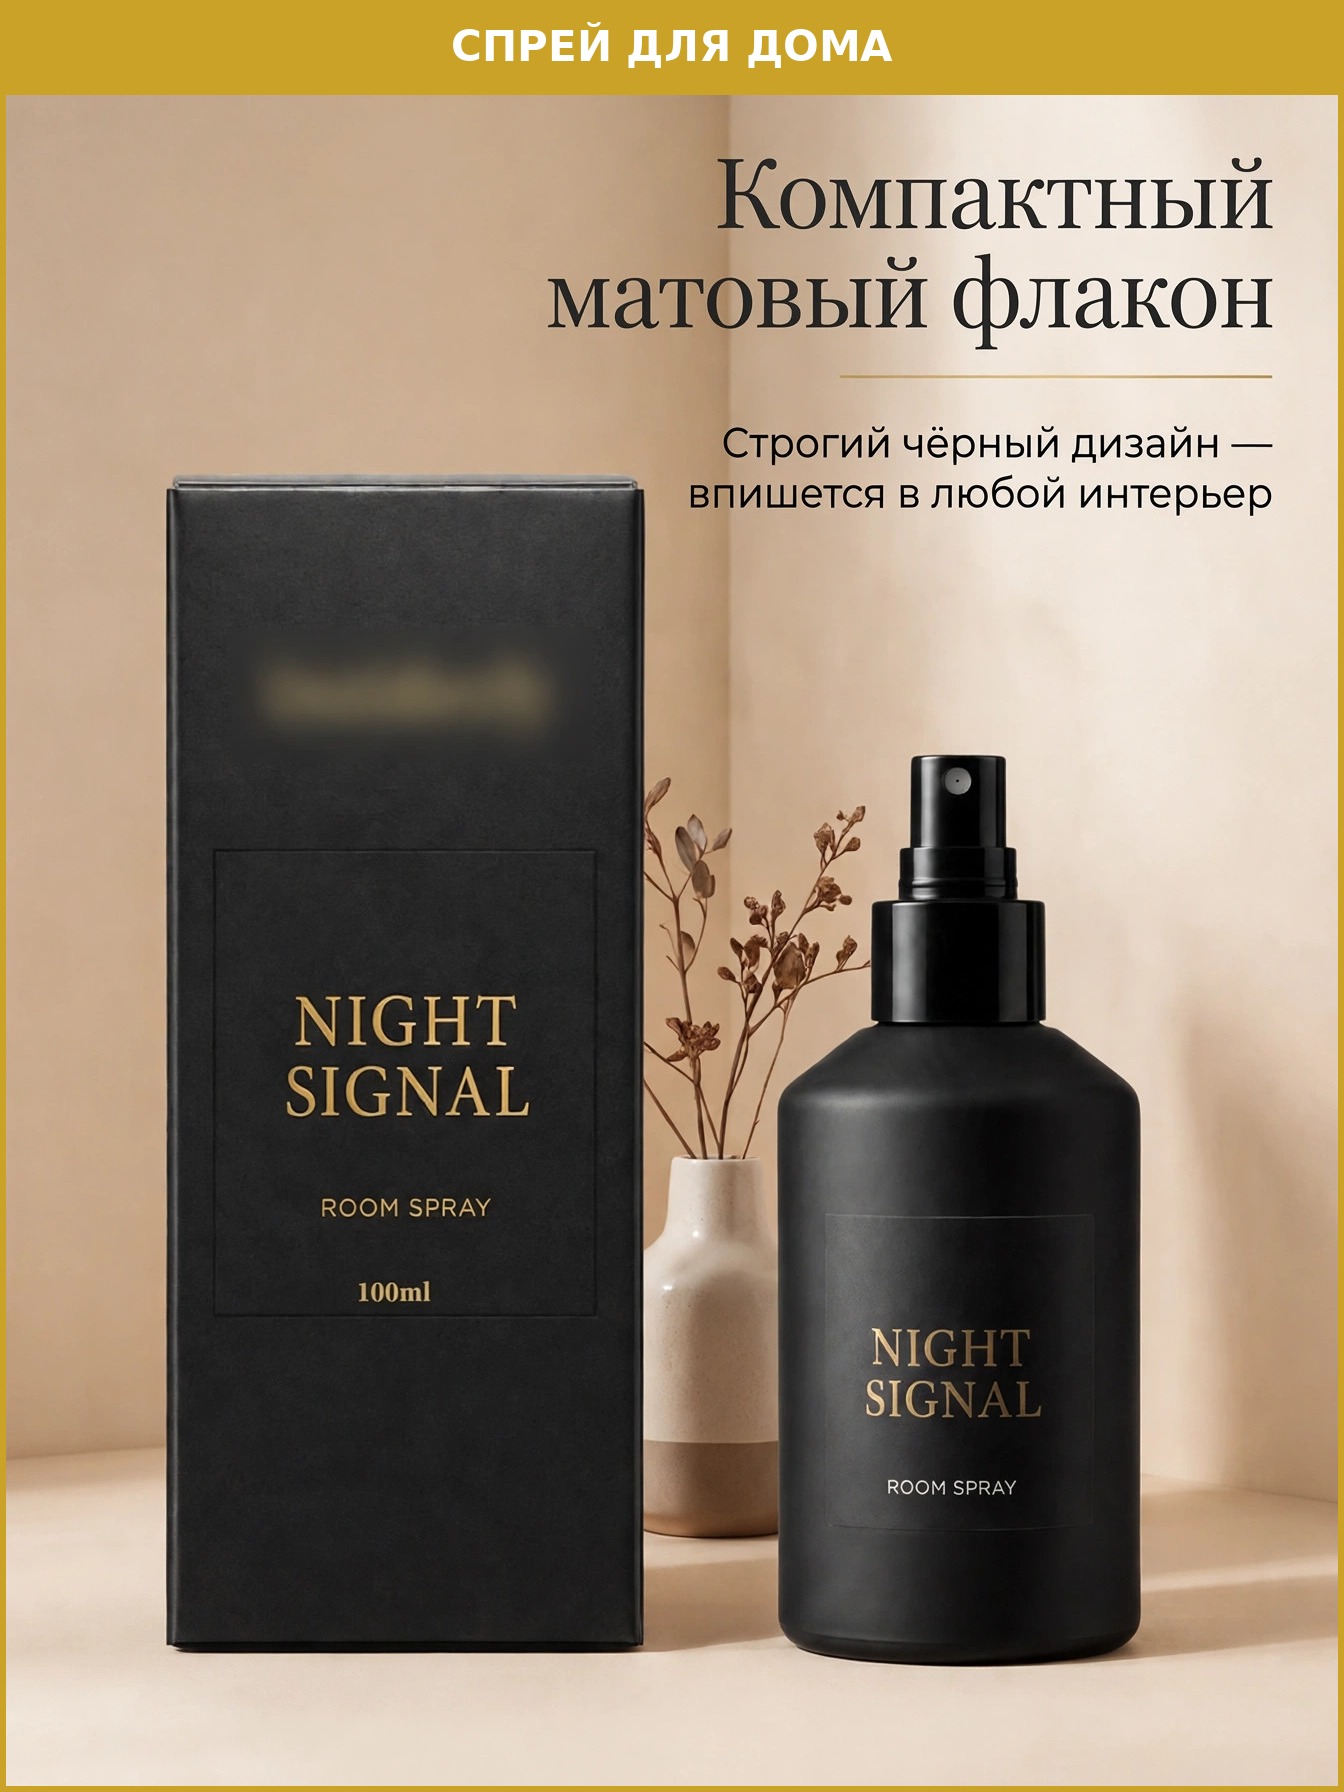 СПРЕЙ ДЛЯ ДОМА
Компактный
матовый флакон
Строгий чёрный дизайн —
впишется в любой интерьер
NIGHT
SIGNAL
ROOM SPRAY
100ml
NIGHT
SIGNAL
ROOM SPRAY